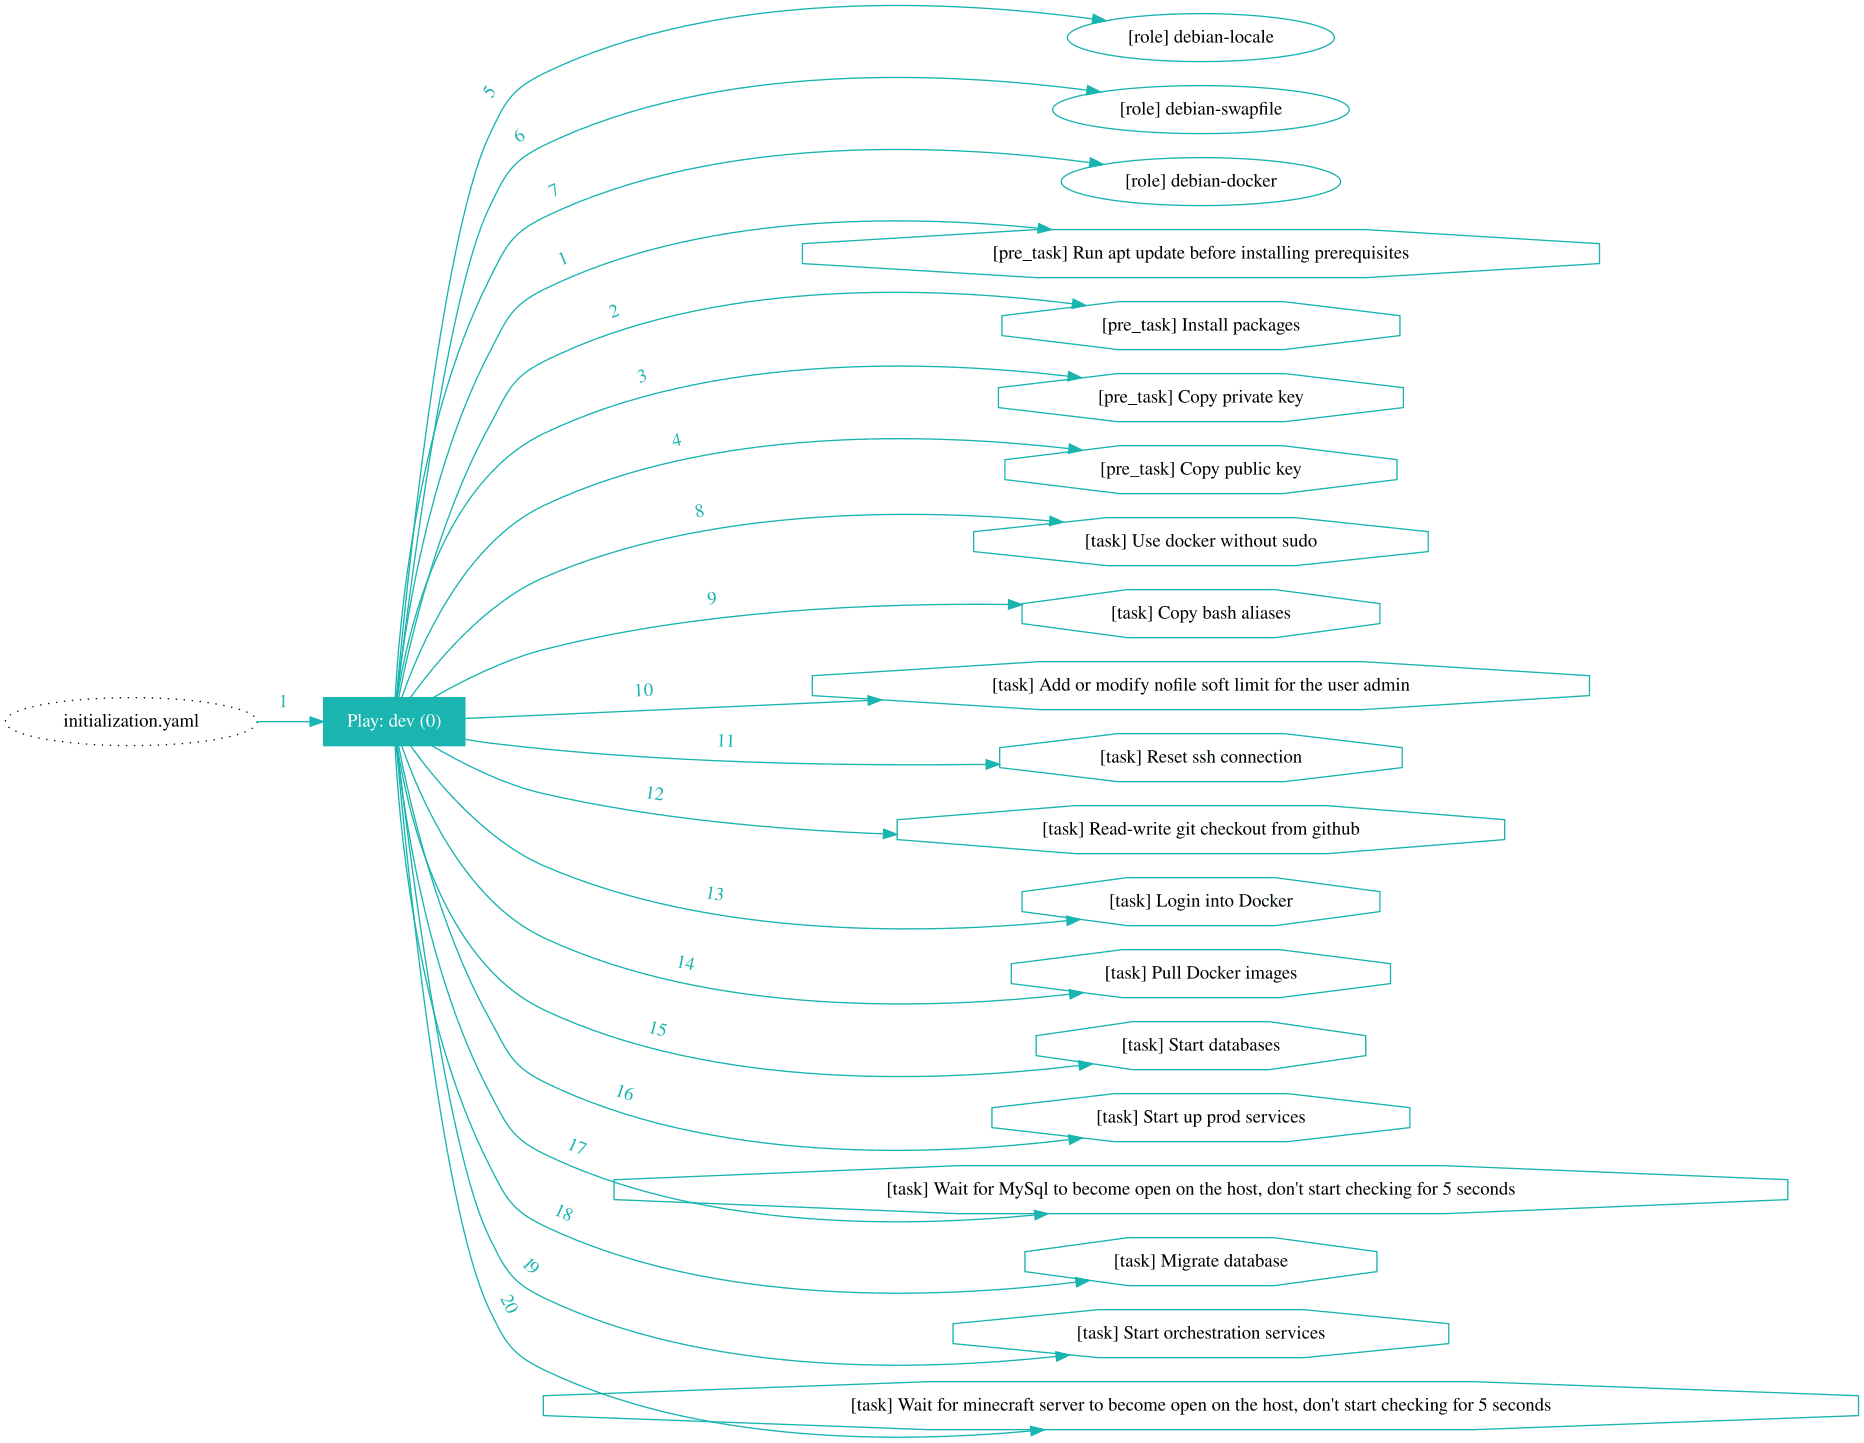 5
[role] debian-locale
6
[role] debian-swapfile
7
[role] debian-docker
1
[pre_task] Run apt update before installing prerequisites
2
[pre_task] Install packages
3
[pre_task] Copy private key
4
[pre_task] Copy public key
8
[task] Use docker without sudo
9
[task] Copy bash aliases
10
[task] Add or modify nofile soft limit for the user admin
initialization.yaml
1
Play: dev (0)
11
[task] Reset ssh connection
12
[task] Read-write git checkout from github
13
[task] Login into Docker
14
[task] Pull Docker images
15
[task] Start databases
16
[task] Start up prod services
17
[task] Wait for MySql to become open on the host, don't start checking for 5 seconds
18
[task] Migrate database
19
[task] Start orchestration services
20
[task] Wait for minecraft server to become open on the host, don't start checking for 5 seconds